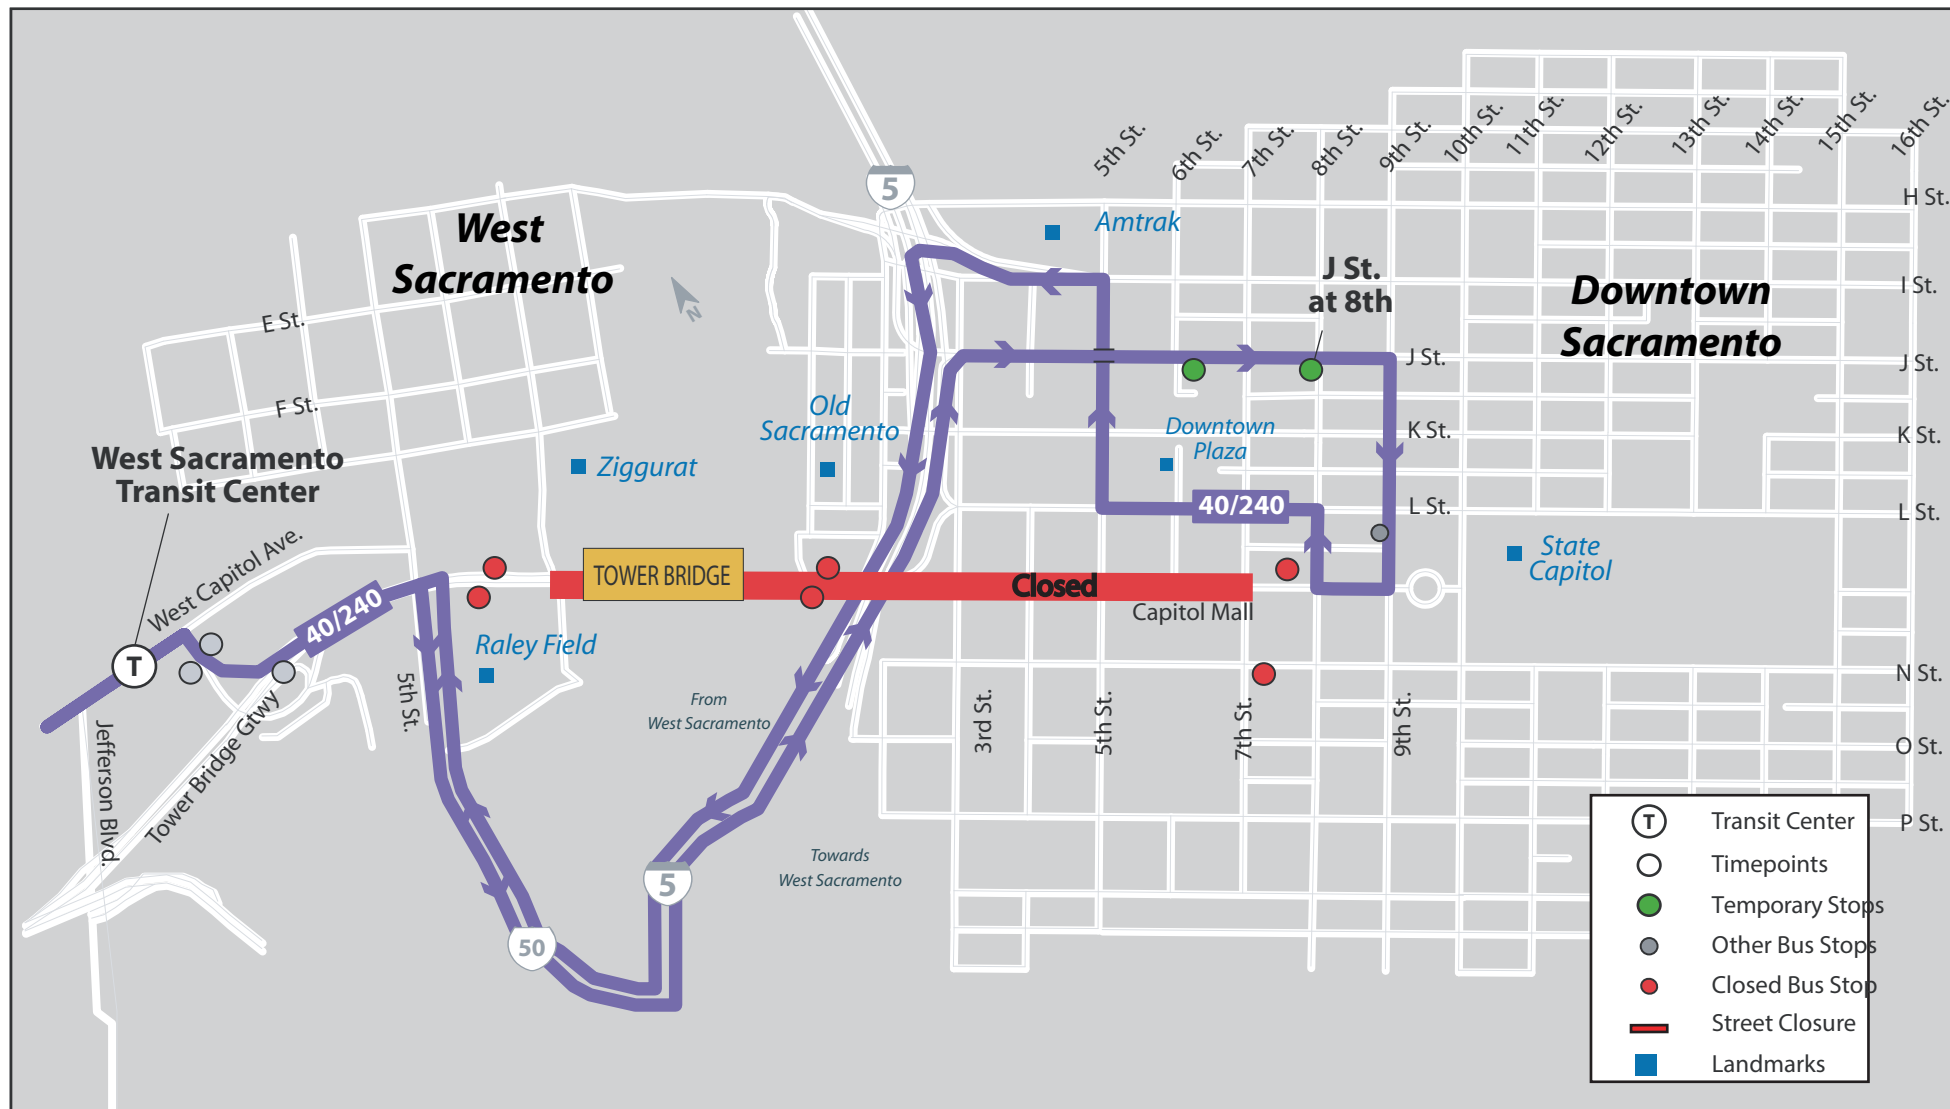 5th St.
6th St.
7th St.
8th St.
9th St.
10th St.
11th St.
12th St.
13th St.
14th St.
15th St.
16th St.
5
H St.
West
Sacramento
Amtrak
J St.
at 8th
Downtown
Sacramento
I St.
N
E St.
J St.
J St.
F St.
Old
Sacramento
Downtown
Plaza
K St.
K St.
West Sacramento
Transit Center
Ziggurat
40/240
L St.
L St.
West Capitol Ave.
TOWER BRIDGE
Closed
State
Capitol
40/240
Capitol Mall
T
Raley Field
5th St.
From
West Sacramento
3rd St.
5th St.
7th St.
9th St.
N St.
Jefferson Blvd.
Tower Bridge Gtwy
O St.
P St.
Towards
West Sacramento
5
50
T Transit Center
Timepoints
Temporary Stops
Other Bus Stops
Closed Bus Stop
Street Closure
Landmarks